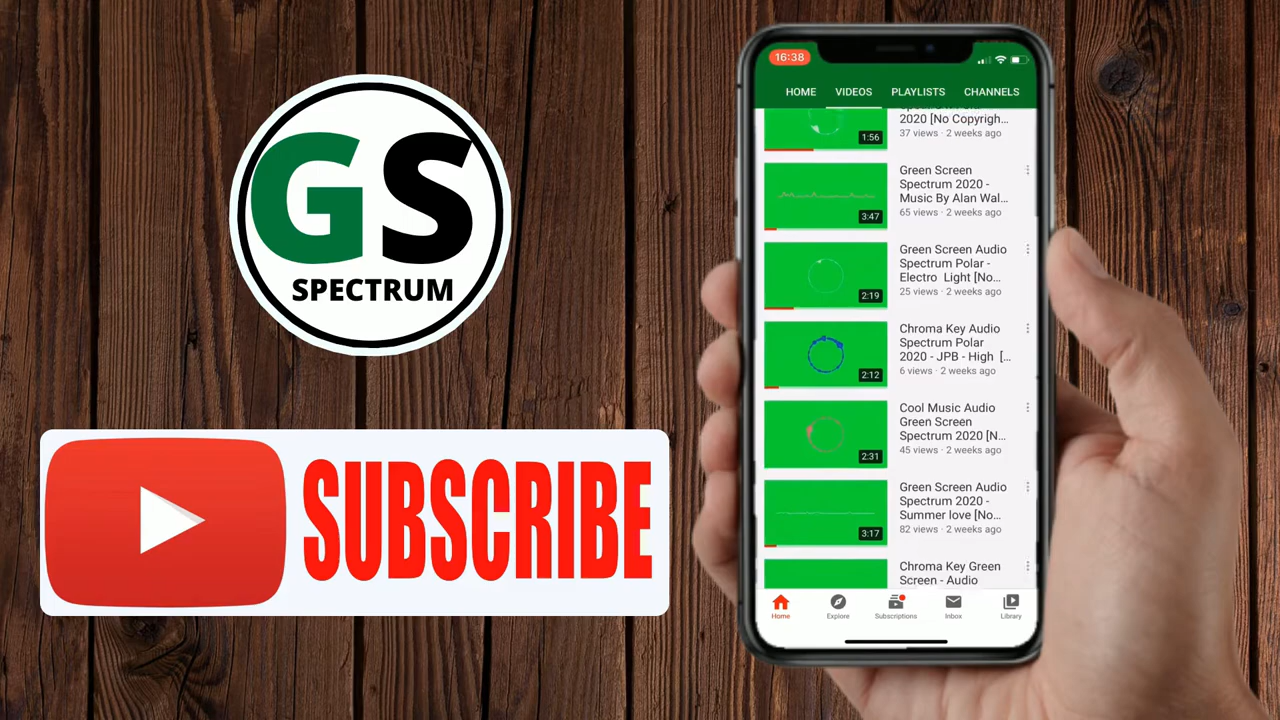 GS
SPECTRUM
SUBSCRIBE
16:38
HOME VIDEOS PLAYLISTS CHANNELS
2020 [No Copyrigh...
37 views · 2 weeks ago
1:56
Green Screen
Spectrum 2020 -
Music By Alan Wal...
65 views · 2 weeks ago
3:47
Green Screen Audio
Spectrum Polar -
Electro Light [No...
25 views · 2 weeks ago
2:19
Chroma Key Audio
Spectrum Polar
2020 - JPB - High [...
6 views · 2 weeks ago
2:12
Cool Music Audio
Green Screen
Spectrum 2020 [N...
45 views · 2 weeks ago
2:31
Green Screen Audio
Spectrum 2020 -
Summer love [No...
82 views · 2 weeks ago
3:17
Chroma Key Green
Screen - Audio
Home Explore Subscriptions Inbox Library